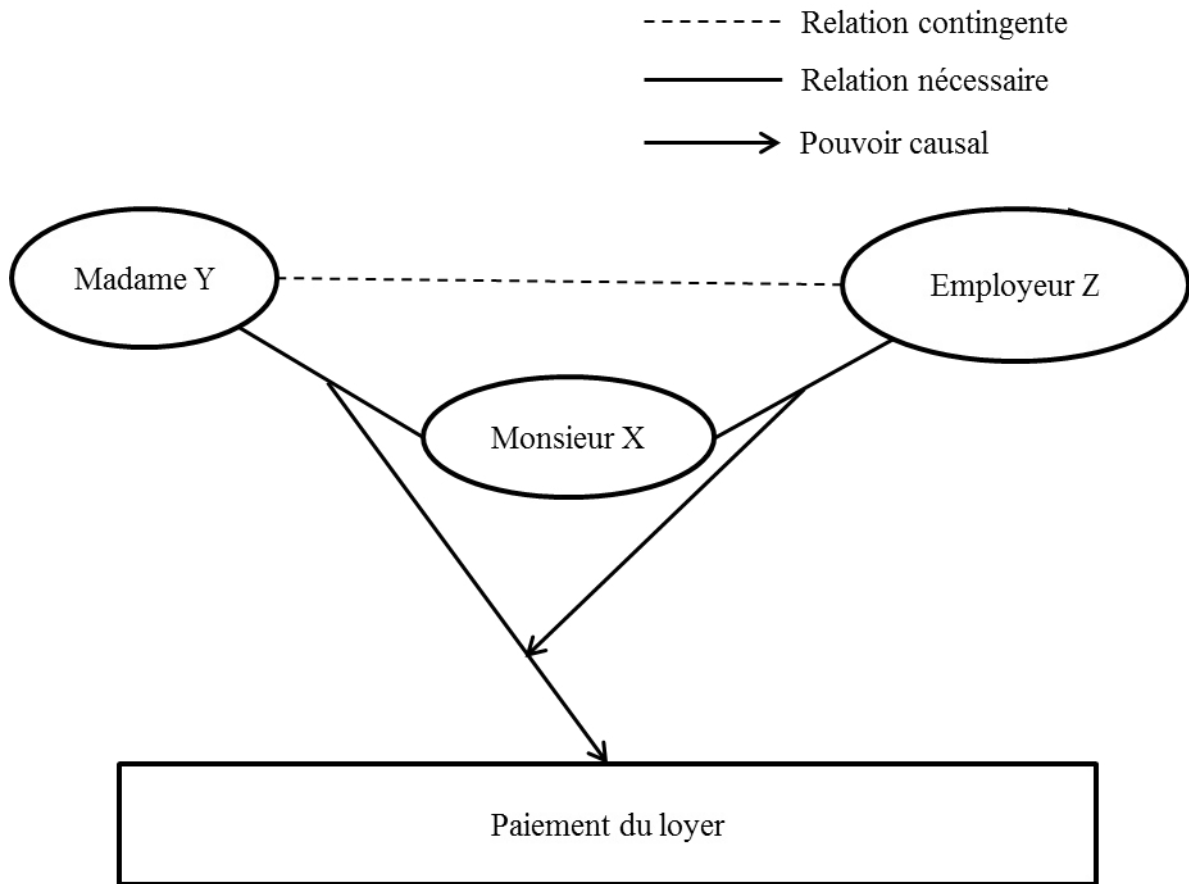 Relation contingente
Relation nécessaire
Pouvoir causal
Madame Y
Employeur Z
Monsieur X
Paiement du loyer